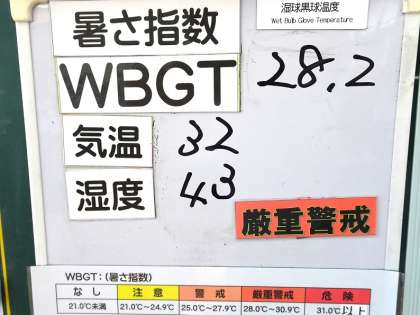 湿球黒球温度
Wet Bulb Glove Temperature
暑さ指数
WBGT 28.2
気温 32
湿度 43
厳重警戒
WBGT:(暑さ指数)
なし 注意 警戒 厳重警戒 危険
21.0℃未満 21.0℃~24.9℃ 25.0℃~27.9℃ 28.0℃~30.9℃ 31.0℃以上